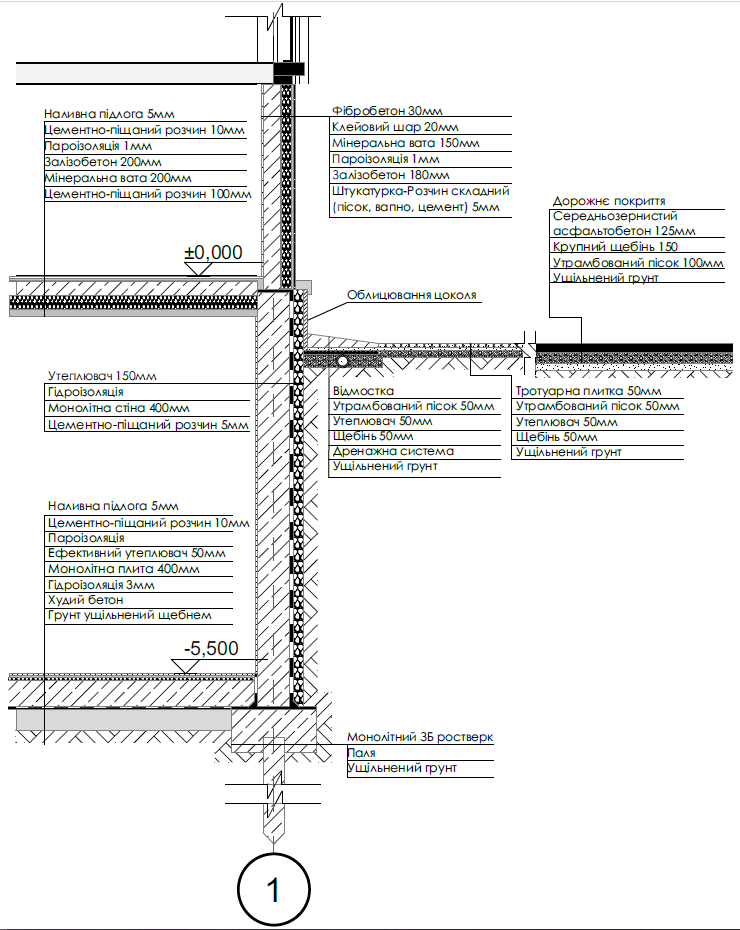 Наливна підлога 5мм
Цементно-піщаний розчин 10мм
Пароізоляція 1мм
Залізобетон 200мм
Мінеральна вата 200мм
Цементно-піщаний розчин 100мм
Фібробетон 30мм
Клейовий шар 20мм
Мінеральна вата 150мм
Пароізоляція 1мм
Залізобетон 180мм
Штукатурка-Розчин складний
(пісок, вапно, цемент) 5мм
Дорожнє покриття
Середньозернистий
асфальтобетон 125мм
Крупний щебінь 150
Утрамбований пісок 100мм
Ущільнений грунт
±0,000
Облицювання цоколя
Утеплювач 150мм
Гідроізоляція
Монолітна стіна 400мм
Цементно-піщаний розчин 5мм
Відмостка
Утрамбований пісок 50мм
Утеплювач 50мм
Щебінь 50мм
Дренажна система
Ущільнений грунт
Тротуарна плитка 50мм
Утрамбований пісок 50мм
Утеплювач 50мм
Щебінь 50мм
Ущільнений грунт
Наливна підлога 5мм
Цементно-піщаний розчин 10мм
Пароізоляція
Ефективний утеплювач 50мм
Монолітна плита 400мм
Гідроізоляція 3мм
Худий бетон
Грунт ущільнений щебнем
-5,500
Монолітний ЗБ ростверк
Паля
Ущільнений грунт
1